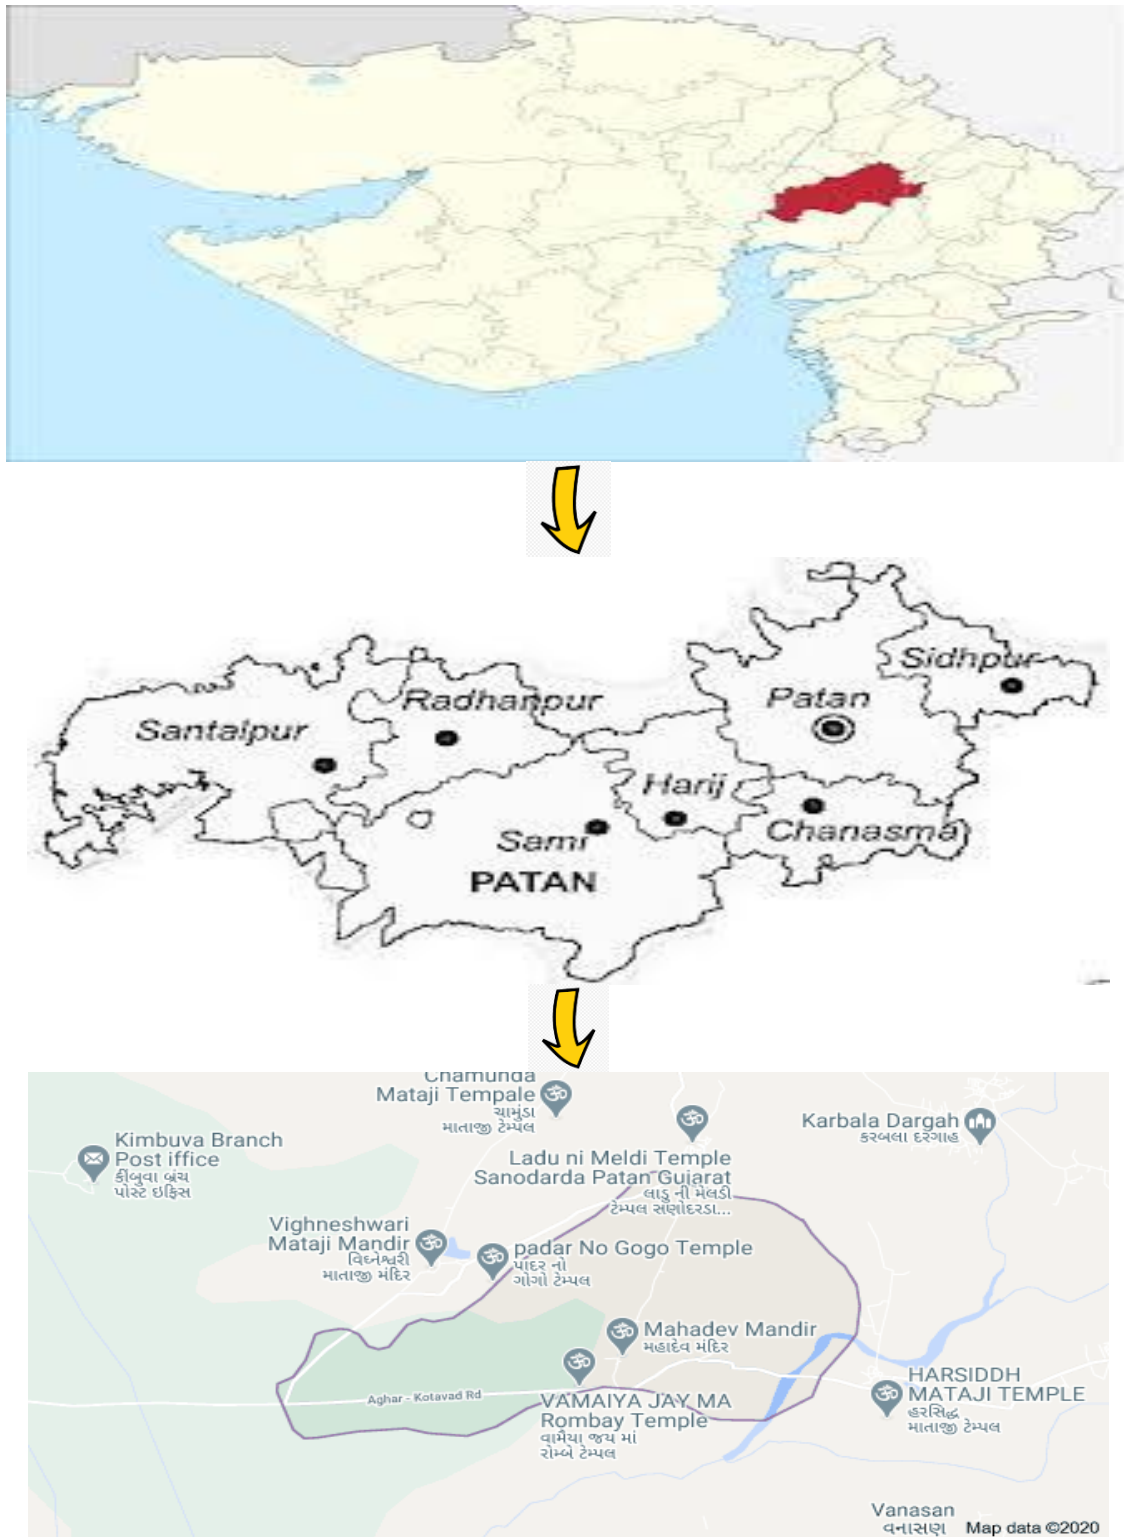 Santalpur
Radhanpur
Patan
Sidhpur
Harij
Sami
Chanasma
PATAN
Chamunda
Mataji Tempale
ચામુંડા
માતાજી ટેમ્પલ
Kimbuva Branch
Post iffice
કીંબુવા બ્રંચ
પોસ્ટ ઇફિસ
Karbala Dargah
કરબલા દરગાહ
Ladu ni Meldi Temple
Sanodarda Patan Gujarat
લાડુ ની મેલડી
ટેમ્પલ સણોદરડા...
Vighneshwari
Mataji Mandir
વિઘ્નેશ્વરી
માતાજી મંદિર
padar No Gogo Temple
પાદર નો
ગોગો ટેમ્પલ
Mahadev Mandir
મહાદેવ મંદિર
Aghar - Kotavad Rd
VAMAIYA JAY MA
Rombay Temple
વામૈયા જય માં
રોમ્બે ટેમ્પલ
HARSIDDH
MATAJI TEMPLE
હરસિદ્ધ
માતાજી ટેમ્પલ
Vanasan
વનાસણ
Map data ©2020